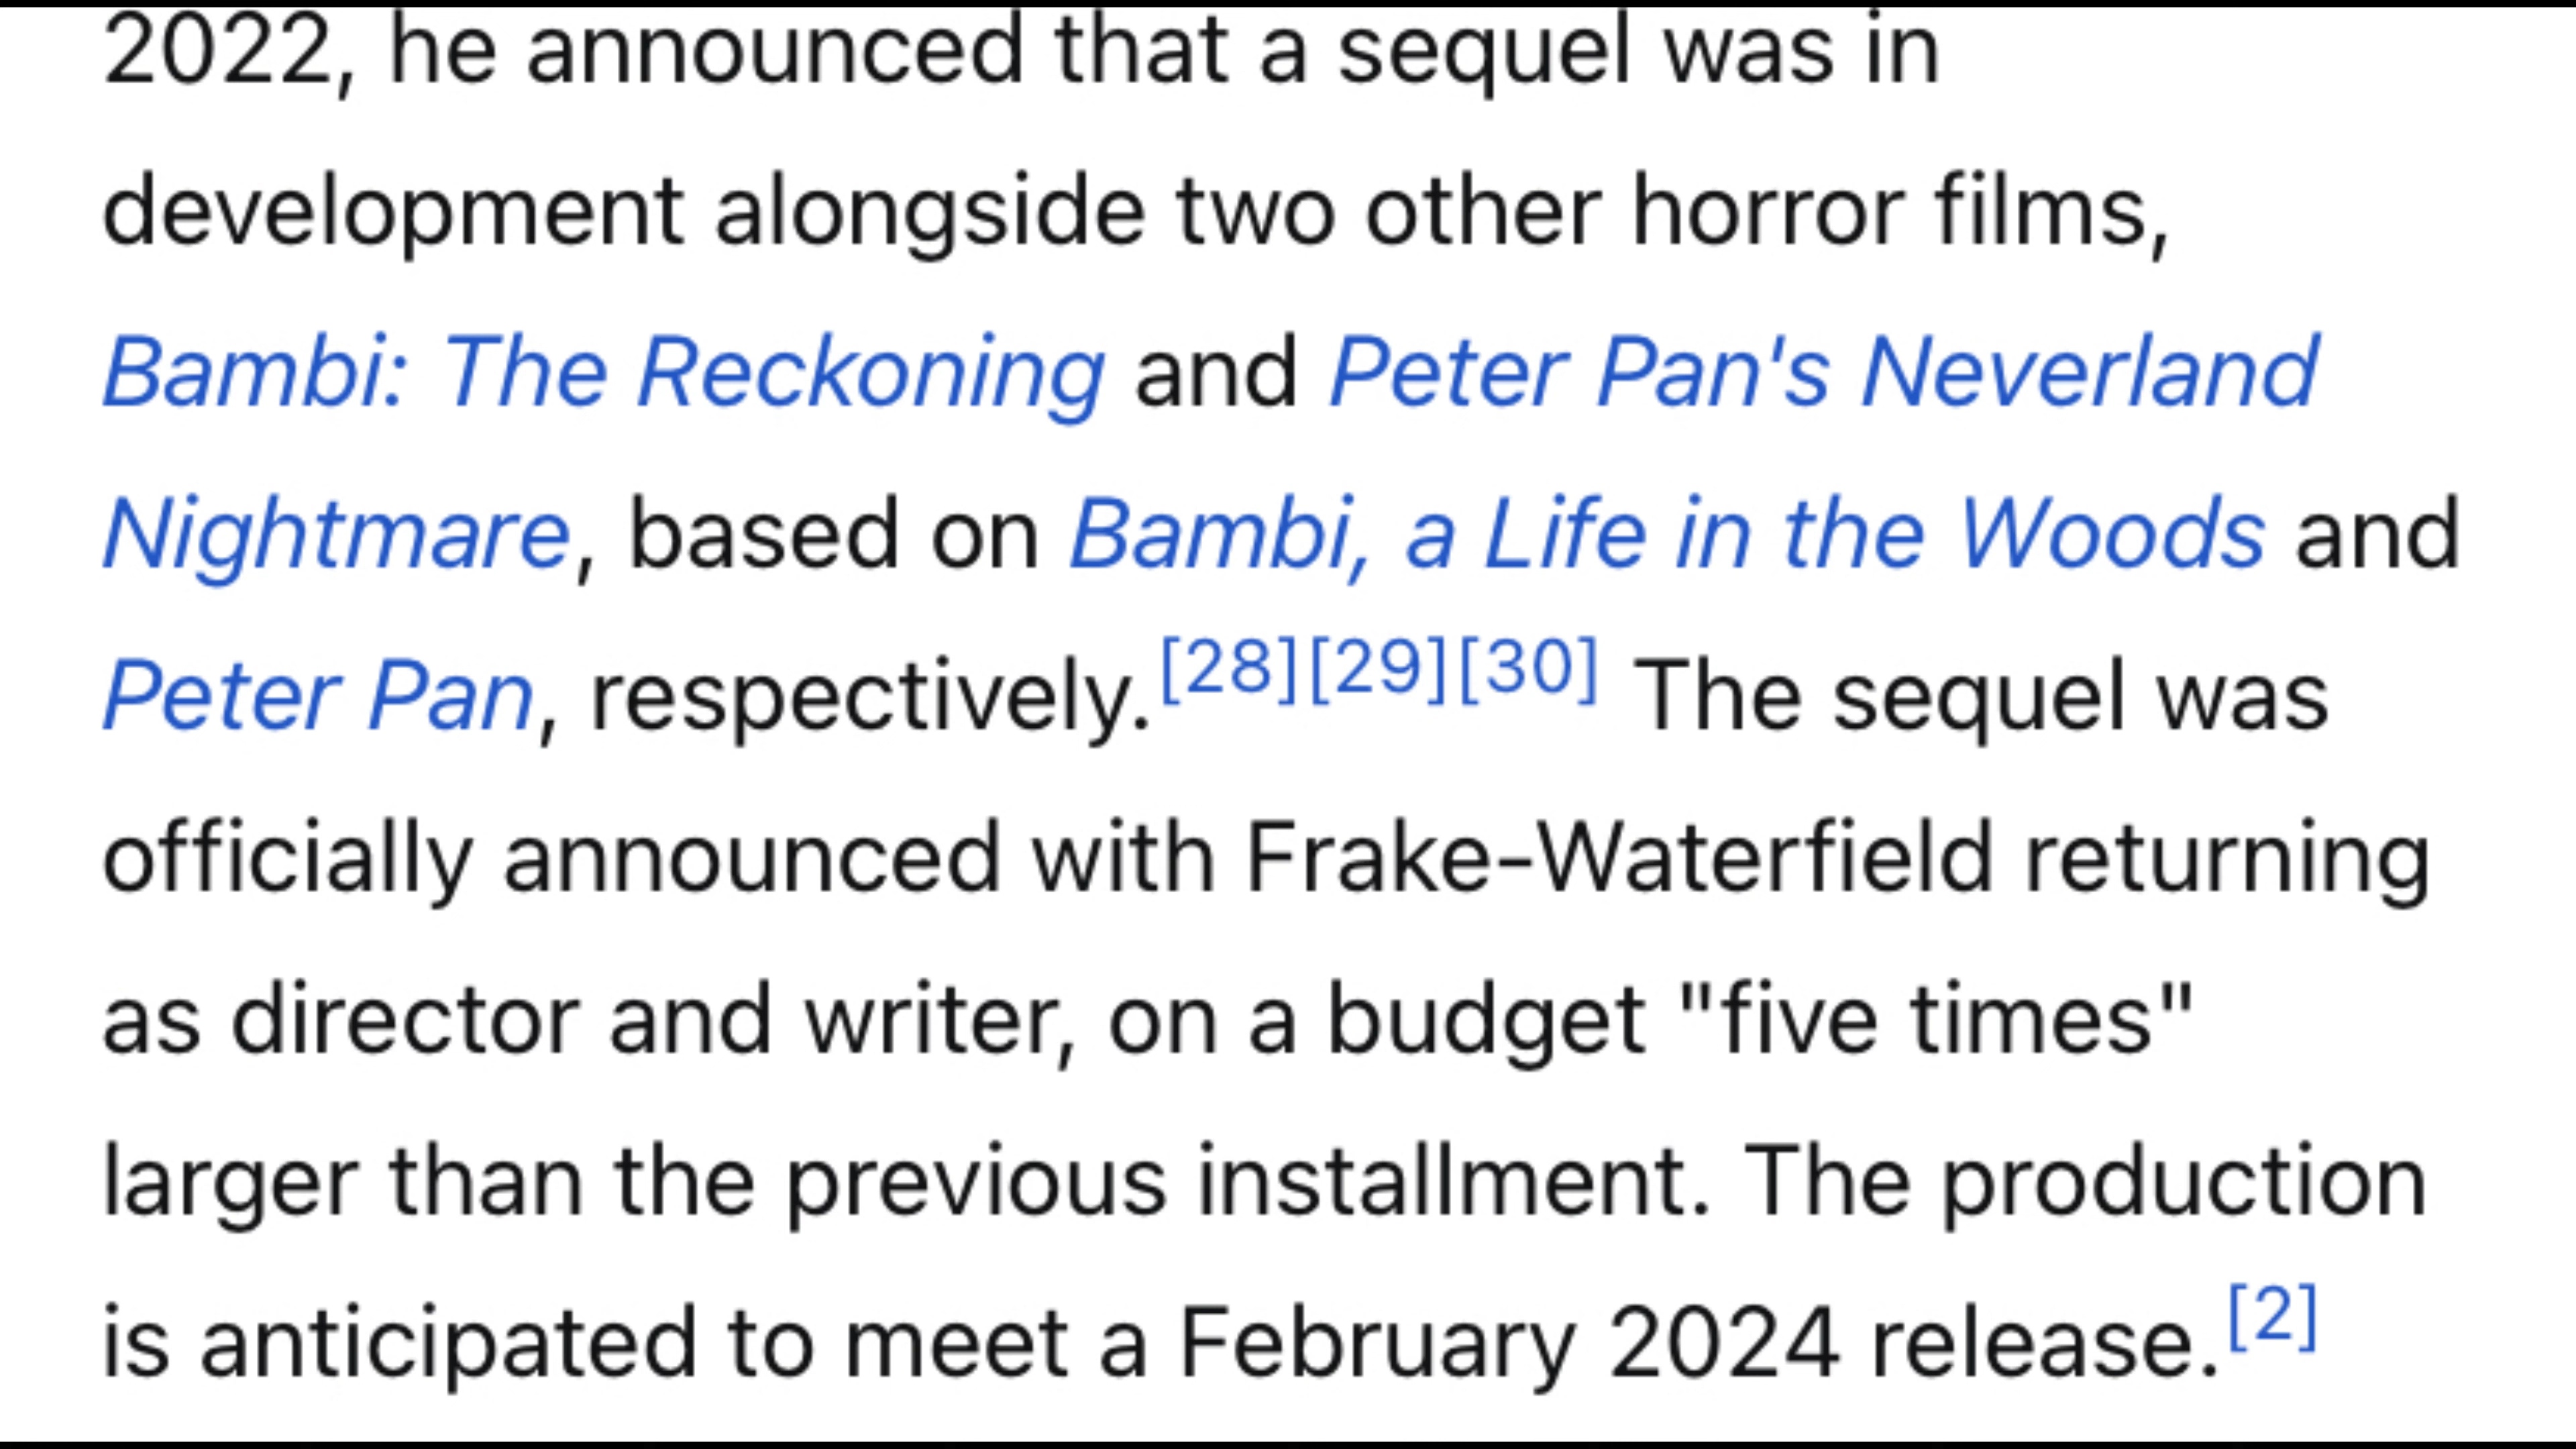 2022, he announced that a sequel was in
development alongside two other horror films,
Bambi: The Reckoning and Peter Pan's Neverland
Nightmare, based on Bambi, a Life in the Woods and
Peter Pan, respectively.[28][29][30] The sequel was
officially announced with Frake-Waterfield returning
as director and writer, on a budget "five times"
larger than the previous installment. The production
is anticipated to meet a February 2024 release.[2]